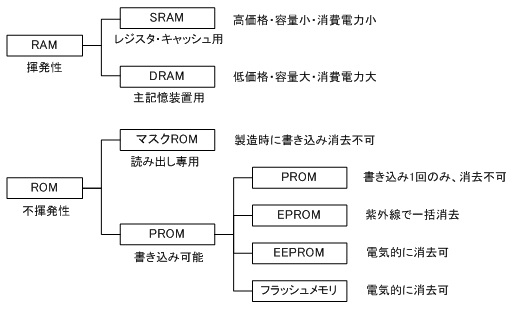 SRAM
高価格・容量小・消費電力小
レジスタ・キャッシュ用
RAM
揮発性
DRAM
低価格・容量大・消費電力大
主記憶装置用
マスクROM
製造時に書き込み消去不可
読み出し専用
ROM
不揮発性
PROM
書き込み可能
PROM
書き込み1回のみ、消去不可
EPROM
紫外線で一括消去
EEPROM
電気的に消去可
フラッシュメモリ
電気的に消去可